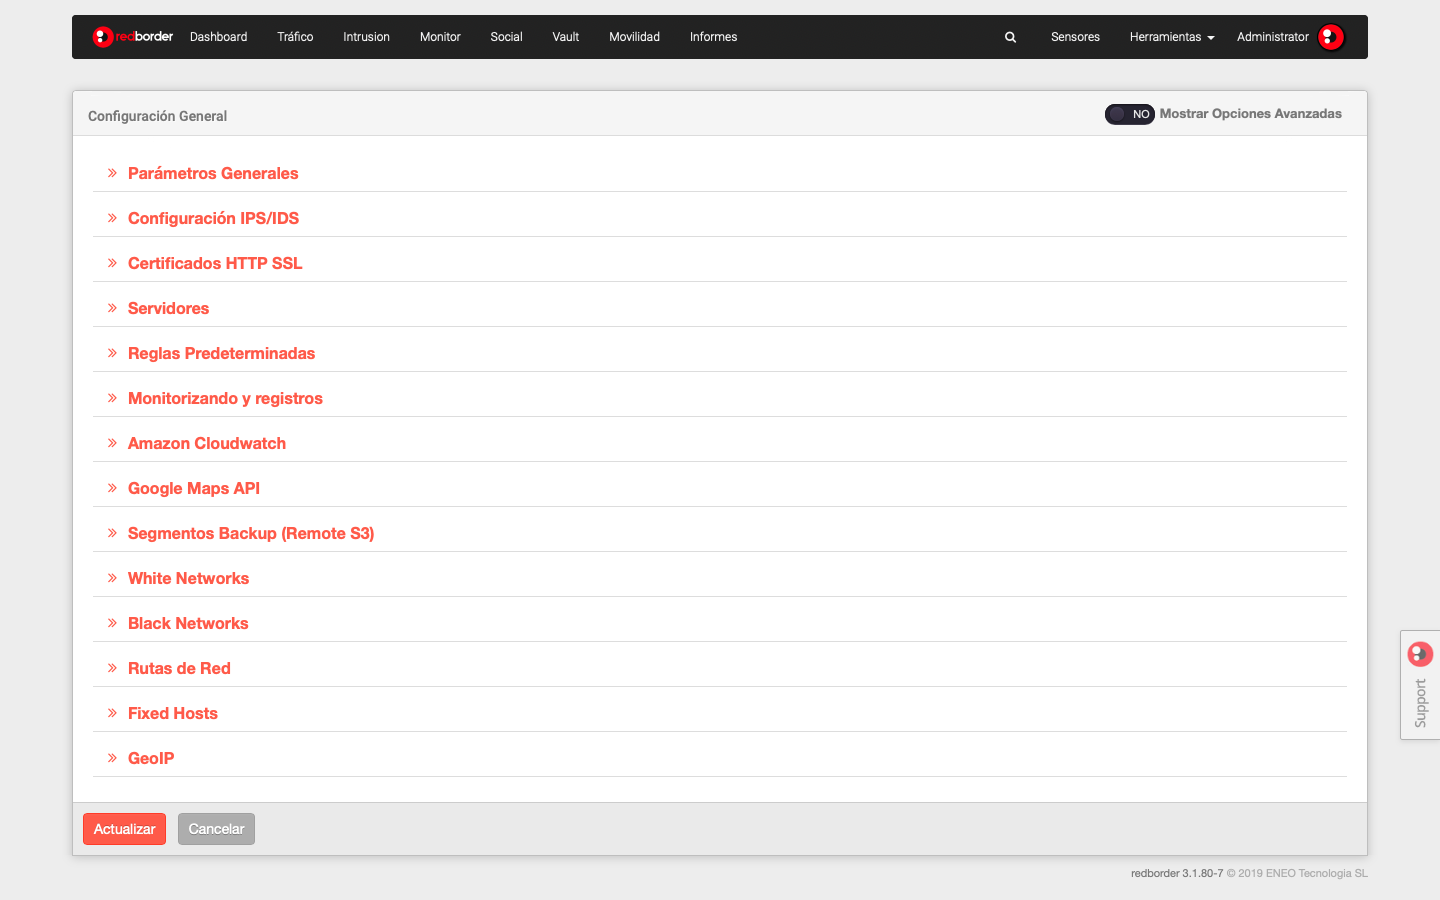 redborder Dashboard Tráfico Intrusion Monitor Social Vault Movilidad Informes Sensores Herramientas Administrator
Configuración General NO Mostrar Opciones Avanzadas
Parámetros Generales
Configuración IPS/IDS
Certificados HTTP SSL
Servidores
Reglas Predeterminadas
Monitorizando y registros
Amazon Cloudwatch
Google Maps API
Segmentos Backup (Remote S3)
White Networks
Black Networks
Rutas de Red
Fixed Hosts
GeoIP
Support
Actualizar Cancelar
redborder 3.1.80-7 © 2019 ENEO Tecnologia SL